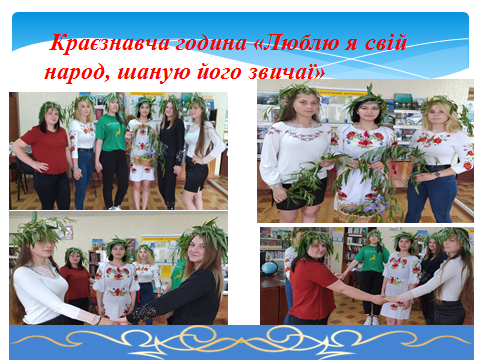 Краєзнавча година «Люблю я свій
народ, шаную його звичаї»